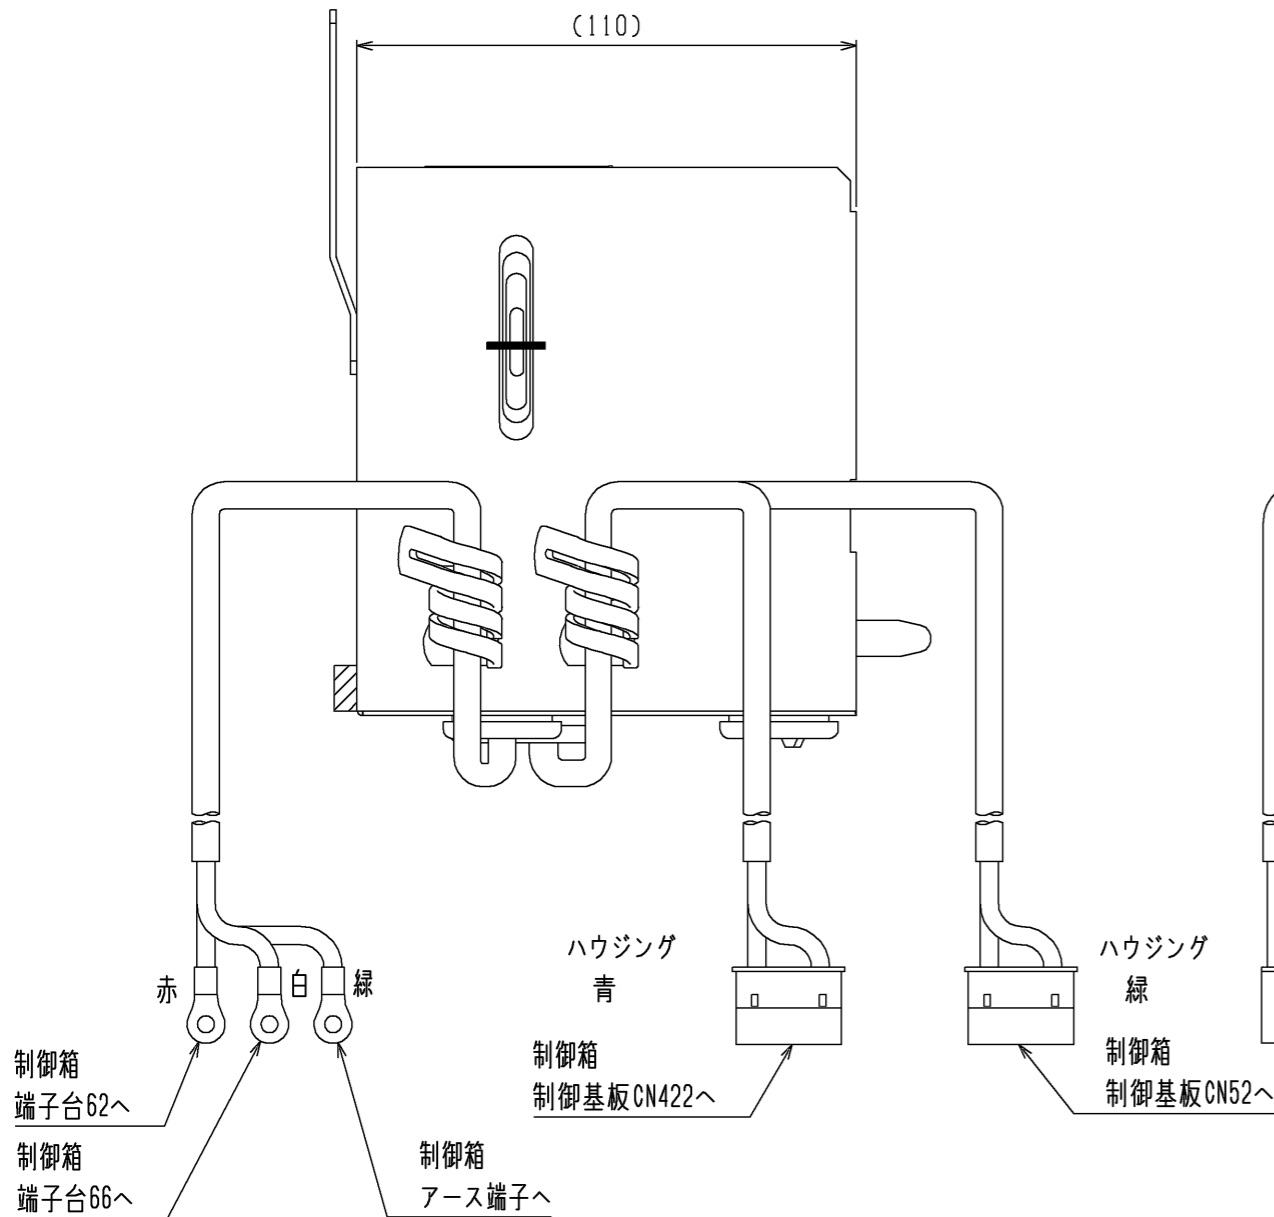 (110)
赤
白
緑
ハウジング
青
ハウジング
緑
制御箱
端子台62へ
制御箱
端子台66へ
制御箱
アース端子へ
制御箱
制御基板CN422へ
制御箱
制御基板CN52へ